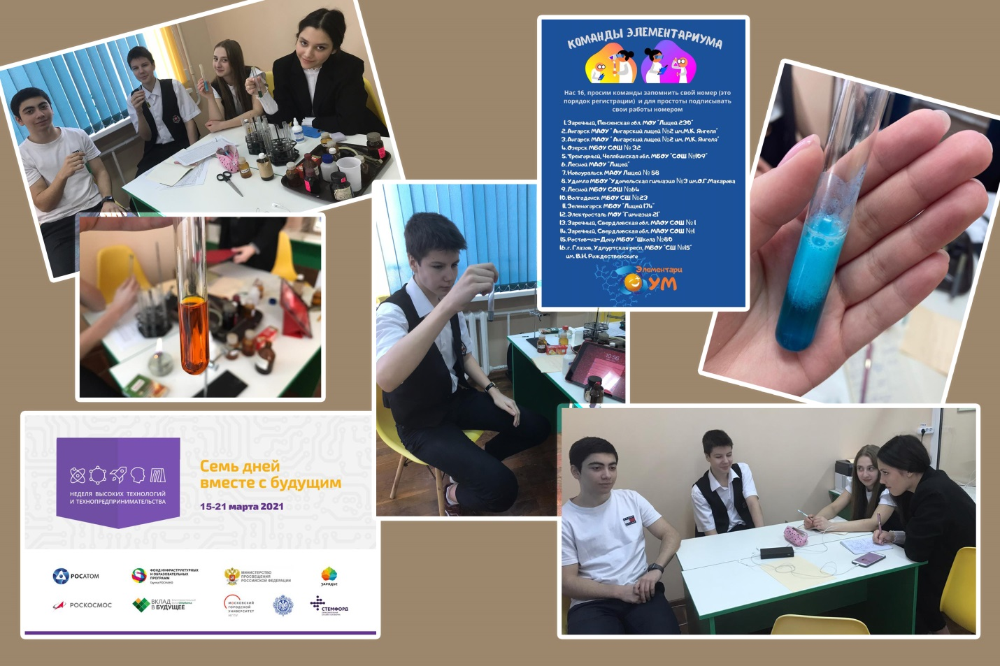 КОМАНДЫ ЭЛЕМЕНТАРИУМА
Нас 16, просим команды запомнить свой номер (это
порядок регистрации) и для простоты подписывать
свои работы номером
1. Заречный, Пензенская обл. МОУ "Лицей 230"
2. Ангарск МАОУ " Ангарский лицей №2 им.М.К. Янгеля"
3. Ангарск МАОУ " Ангарский лицей №2 им. М.К. Янгеля"
4. Озерск МБОУ СОШ № 32
5. Трехгорный, Челябинская обл. МБОУ "СОШ №109"
6. Лесной МАОУ "Лицей"
7. Новоуральск МАОУ Лицей № 58
8. Удомля МБОУ "Удомельская гимназия №3 им.О.Г.Макарова
9. Лесной МБОУ СОШ №64
10. Волгодонск МБОУ СШ №23
11. Зеленогорск МБОУ "Лицей 174"
12. Электросталь МОУ "Гимназия 21"
13. Заречный, Свердловская обл. МАОУ СОШ № 1
14. Заречный, Свердловская обл. МАОУ СОШ №1
15. Ростов-на-Дону МБОУ "Школа №80
16. г. Глазов, Удмуртская респ, МБОУ "СШ №15"
им. В.Н. Рождественского
Элементари
УМ
10:56
НЕДЕЛЯ ВЫСОКИХ ТЕХНОЛОГИЙ
И ТЕХНОПРЕДПРИНИМАТЕЛЬСТВА
Семь дней
вместе с будущим
15-21 марта 2021
РОСАТОМ
ФОНД ИНФРАСТРУКТУРНЫХ
И ОБРАЗОВАТЕЛЬНЫХ
ПРОГРАММ
Группа РОСНАНО
МИНИСТЕРСТВО
ПРОСВЕЩЕНИЯ
РОССИЙСКОЙ ФЕДЕРАЦИИ
ЗАРЯДЬЕ
РОСКОСМОС
ВКЛАД
В БУДУЩЕЕ
МОСКОВСКИЙ
ГОРОДСКОЙ
УНИВЕРСИТЕТ
МГПУ
СТЕМФОРД